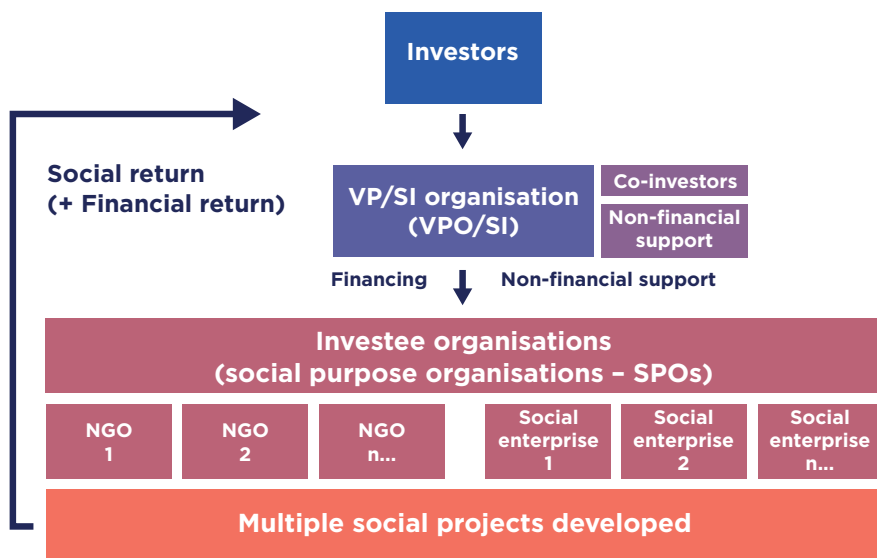 Investors
Social return
(+ Financial return)
VP/SI organisation
(VPO/SI)
Co-investors
Non-financial
support
Financing
Non-financial support
Investee organisations
(social purpose organisations – SPOs)
NGO
1
NGO
2
NGO
n...
Social
enterprise
1
Social
enterprise
2
Social
enterprise
n...
Multiple social projects developed